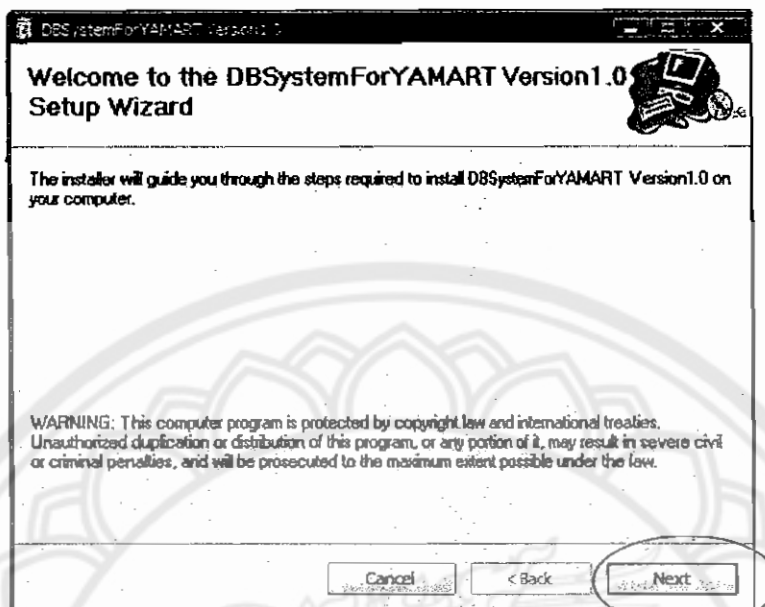 DBSystemForYAMART Version1.0
Welcome to the DBSystemForYAMART Version1.0
Setup Wizard
The installer will guide you through the steps required to install DBSystemForYAMART Version1.0 on
your computer.
WARNING: This computer program is protected by copyright law and international treaties.
Unauthorized duplication or distribution of this program, or any portion of it, may result in severe civil
or criminal penalties, and will be prosecuted to the maximum extent possible under the law.
Cancel
< Back
Next